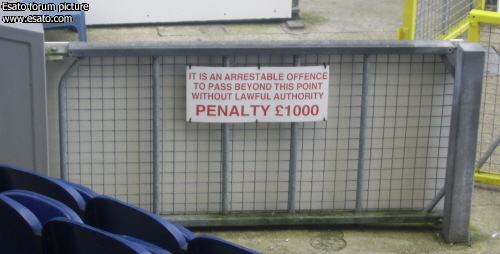 Esato forum picture
www.esato.com
IT IS AN ARRESTABLE OFFENCE
TO PASS BEYOND THIS POINT
WITHOUT LAWFUL AUTHORITY
PENALTY £1000